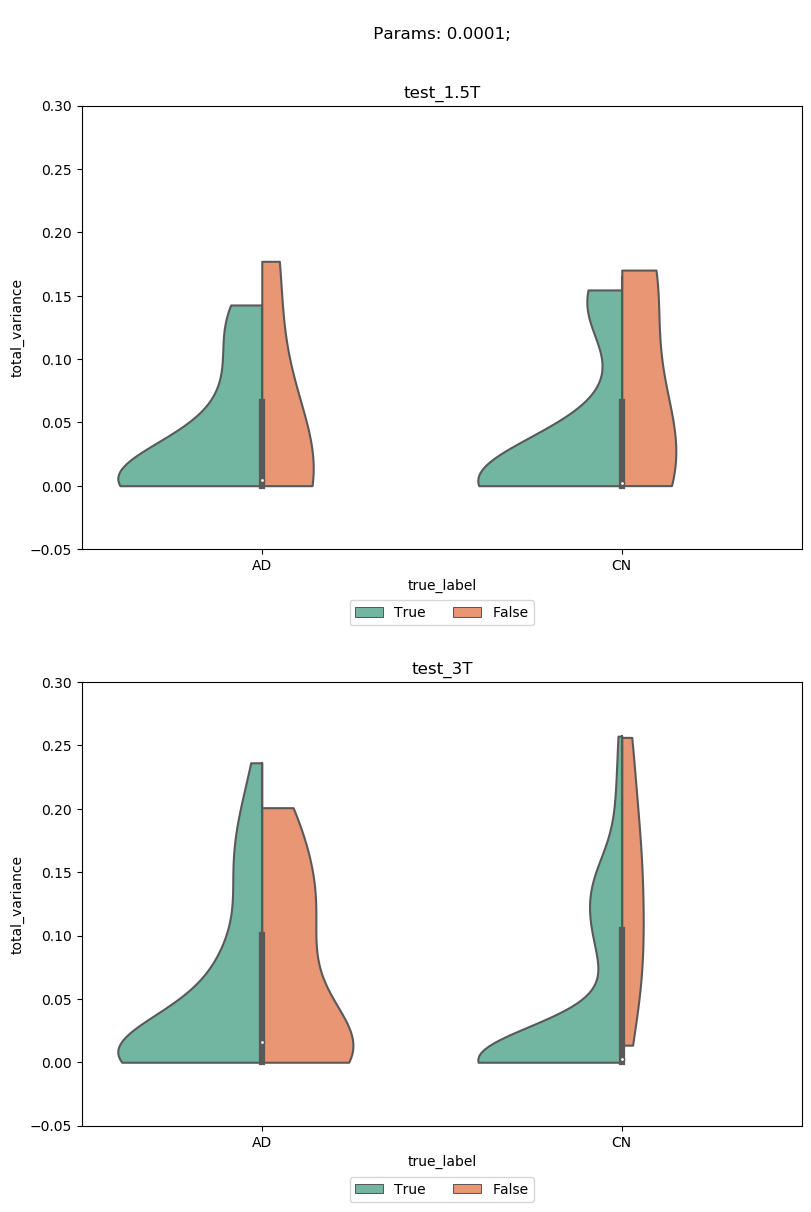 Params: 0.0001;
test_1.5T
0.30
0.25
0.20
0.15
0.10
0.05
0.00
−0.05
total_variance
AD CN
true_label
True False
test_3T
0.30
0.25
0.20
0.15
0.10
0.05
0.00
−0.05
total_variance
AD CN
true_label
True False